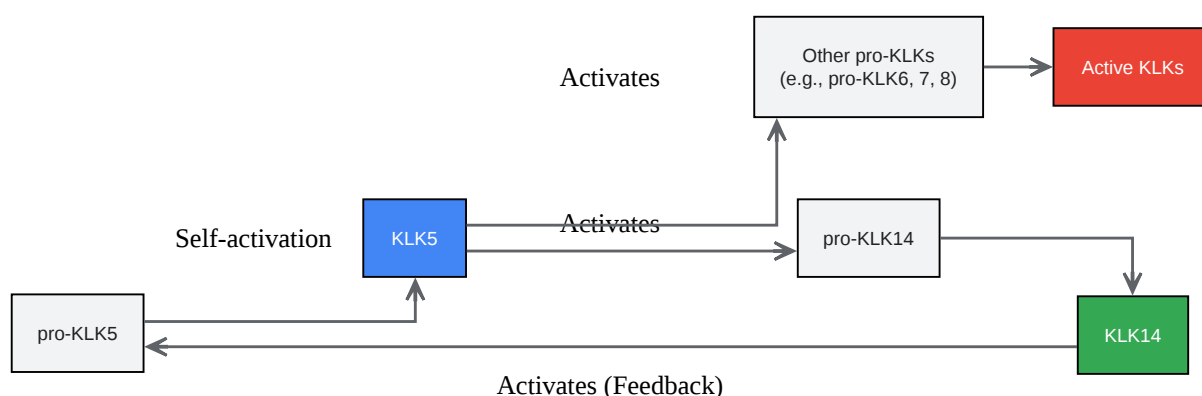 Other pro-KLKs
(e.g., pro-KLK6, 7, 8)
Active KLKs
Activates
Activates
Self-activation
KLK5
pro-KLK14
pro-KLK5
KLK14
Activates (Feedback)